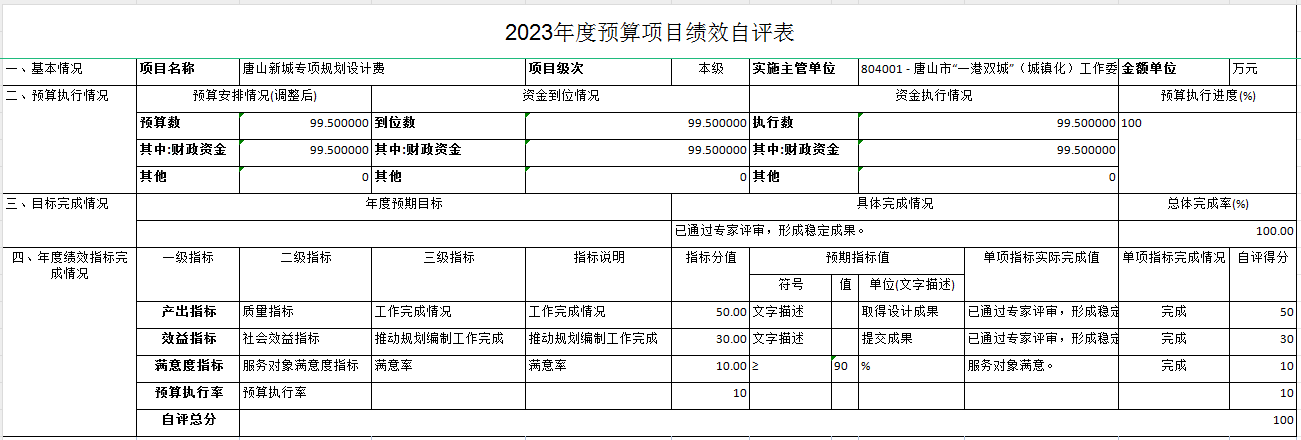 2023年度预算项目绩效自评表
一、基本情况 项目名称 唐山新城专项规划设计费 项目级次 本级 实施主管单位 804001 - 唐山市“一港双城”（城镇化）工作委 金额单位 万元
二、预算执行情况 预算安排情况(调整后) 资金到位情况 资金执行情况 预算执行进度(%)
预算数 99.500000 到位数 99.500000 执行数 99.500000 100
其中:财政资金 99.500000 其中:财政资金 99.500000 其中:财政资金 99.500000
其他 0 其他 0 其他 0
三、目标完成情况 年度预期目标 具体完成情况 总体完成率(%)
已通过专家评审，形成稳定成果。 100.00
四、年度绩效指标完成情况 一级指标 二级指标 三级指标 指标说明 指标分值 预期指标值 单项指标实际完成值 单项指标完成情况 自评得分
符号 值 单位(文字描述)
产出指标 质量指标 工作完成情况 工作完成情况 50.00 文字描述 取得设计成果 已通过专家评审，形成稳定 完成 50
效益指标 社会效益指标 推动规划编制工作完成 推动规划编制工作完成 30.00 文字描述 提交成果 已通过专家评审，形成稳定 完成 30
满意度指标 服务对象满意度指标 满意率 满意率 10.00 ≥ 90 % 服务对象满意。 完成 10
预算执行率 预算执行率 10 10
自评总分 100